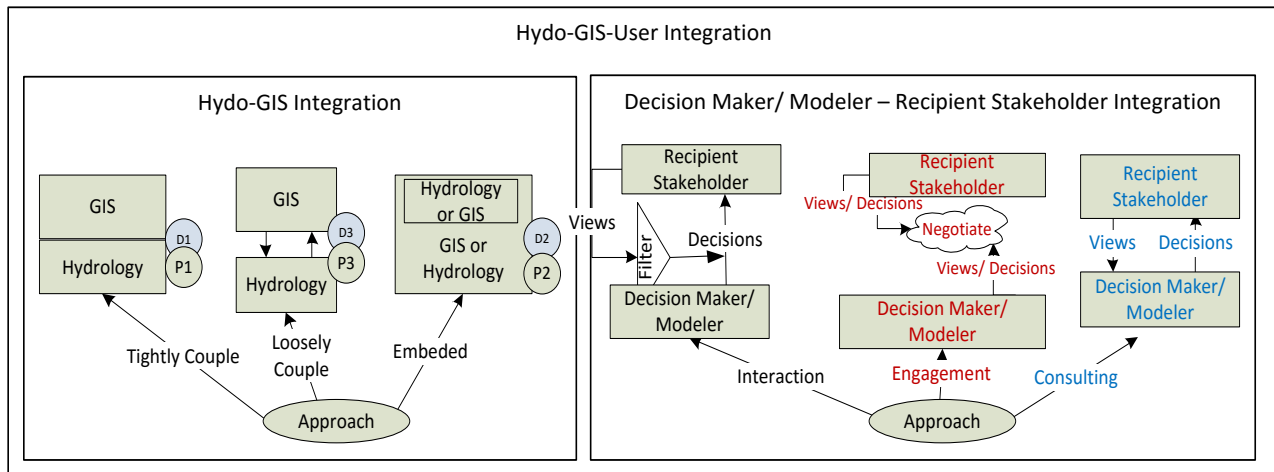 Hydo-GIS-User Integration
Hydo-GIS Integration
GIS
Hydrology
D1
P1
GIS
Hydrology
D3
P3
Hydrology
or GIS
GIS or
Hydrology
D2
P2
Tightly Couple
Loosely
Couple
Embeded
Approach
Decision Maker/ Modeler – Recipient Stakeholder Integration
Recipient
Stakeholder
Views
Filter
Decisions
Decision Maker/
Modeler
Recipient
Stakeholder
Views/ Decisions
Negotiate
Views/ Decisions
Decision Maker/
Modeler
Recipient
Stakeholder
Views
Decisions
Decision Maker/
Modeler
Interaction
Engagement
Consulting
Approach